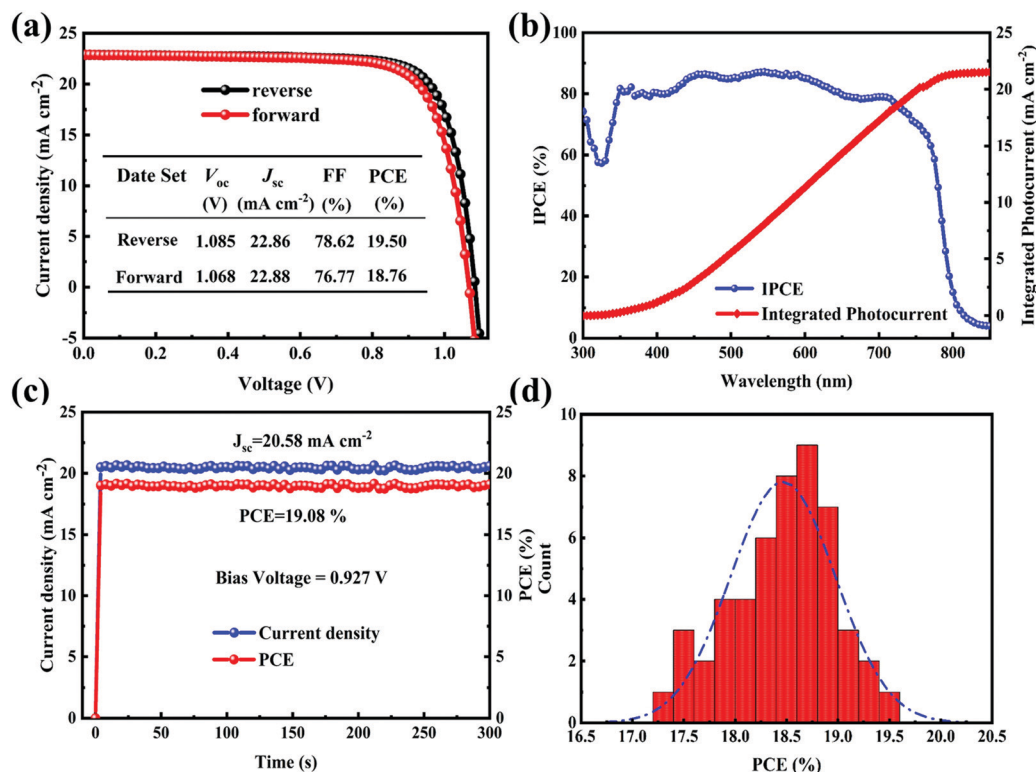 (a)
25
20
15
10
5
0
-5
0.0 0.2 0.4 0.6 0.8 1.0
Current density (mA cm⁻²)
Voltage (V)
reverse
forward
Date Set Voc Jsc FF PCE
(V) (mA cm⁻²) (%) (%)
Reverse 1.085 22.86 78.62 19.50
Forward 1.068 22.88 76.77 18.76
(b)
100
80
60
40
20
0
300 400 500 600 700 800
IPCE (%)
Wavelength (nm)
25
20
15
10
5
0
Integrated Photocurrrent (mA cm⁻²)
IPCE
Integrated Photocurrent
(c)
25
20
15
10
5
0
0 50 100 150 200 250 300
Current density (mA cm⁻²)
Time (s)
25
20
15
10
5
0
PCE (%)
Jsc=20.58 mA cm⁻²
PCE=19.08 %
Bias Voltage = 0.927 V
Current density
PCE
(d)
10
8
6
4
2
0
16.5 17.0 17.5 18.0 18.5 19.0 19.5 20.0 20.5
Count
PCE (%)